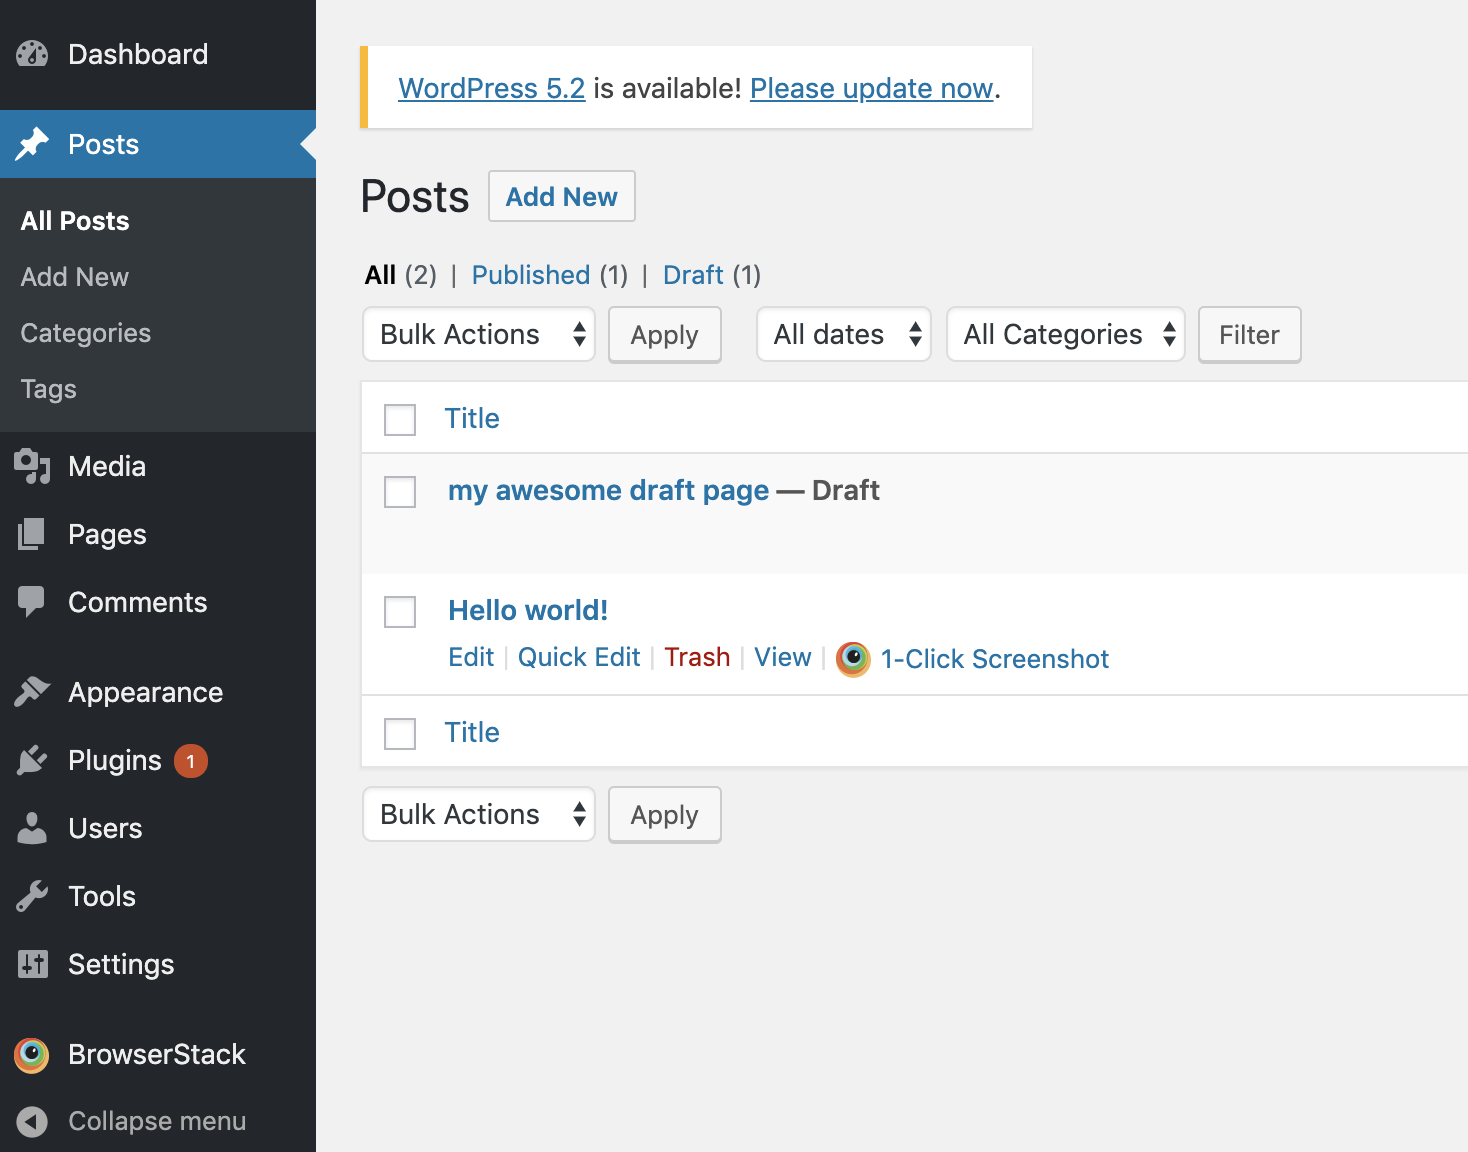 Dashboard
Posts
All Posts
Add New
Categories
Tags
Media
Pages
Comments
Appearance
Plugins 1
Users
Tools
Settings
BrowserStack
Collapse menu
WordPress 5.2 is available! Please update now.
Posts Add New
All (2) | Published (1) | Draft (1)
Bulk Actions Apply All dates All Categories Filter
Title
my awesome draft page — Draft
Hello world!
Edit | Quick Edit | Trash | View | 1-Click Screenshot
Title
Bulk Actions Apply